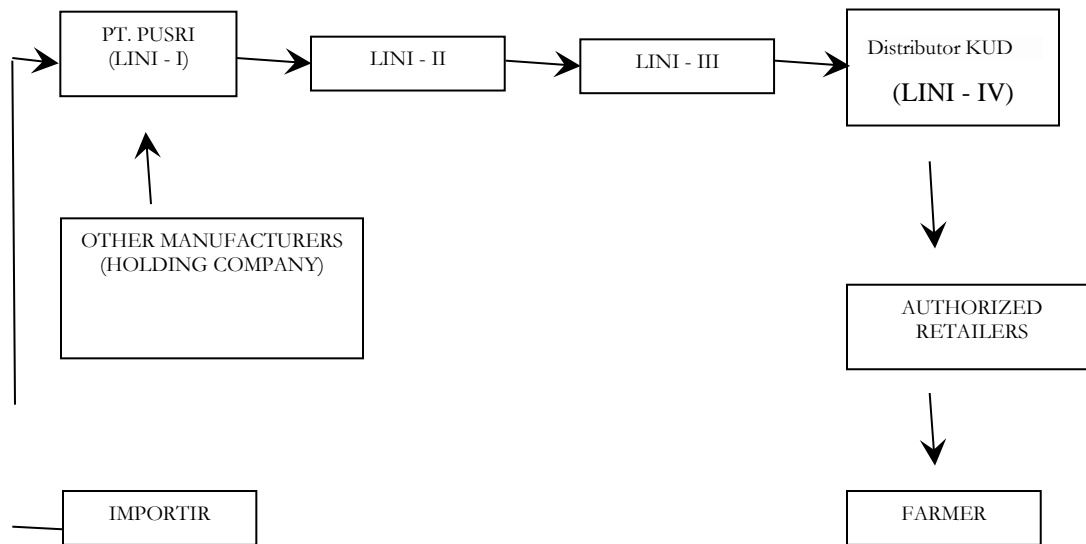 PT. PUSRI
(LINI - I)
LINI - II
LINI - III
Distributor KUD
(LINI - IV)
OTHER MANUFACTURERS
(HOLDING COMPANY)
AUTHORIZED
RETAILERS
IMPORTIR
FARMER